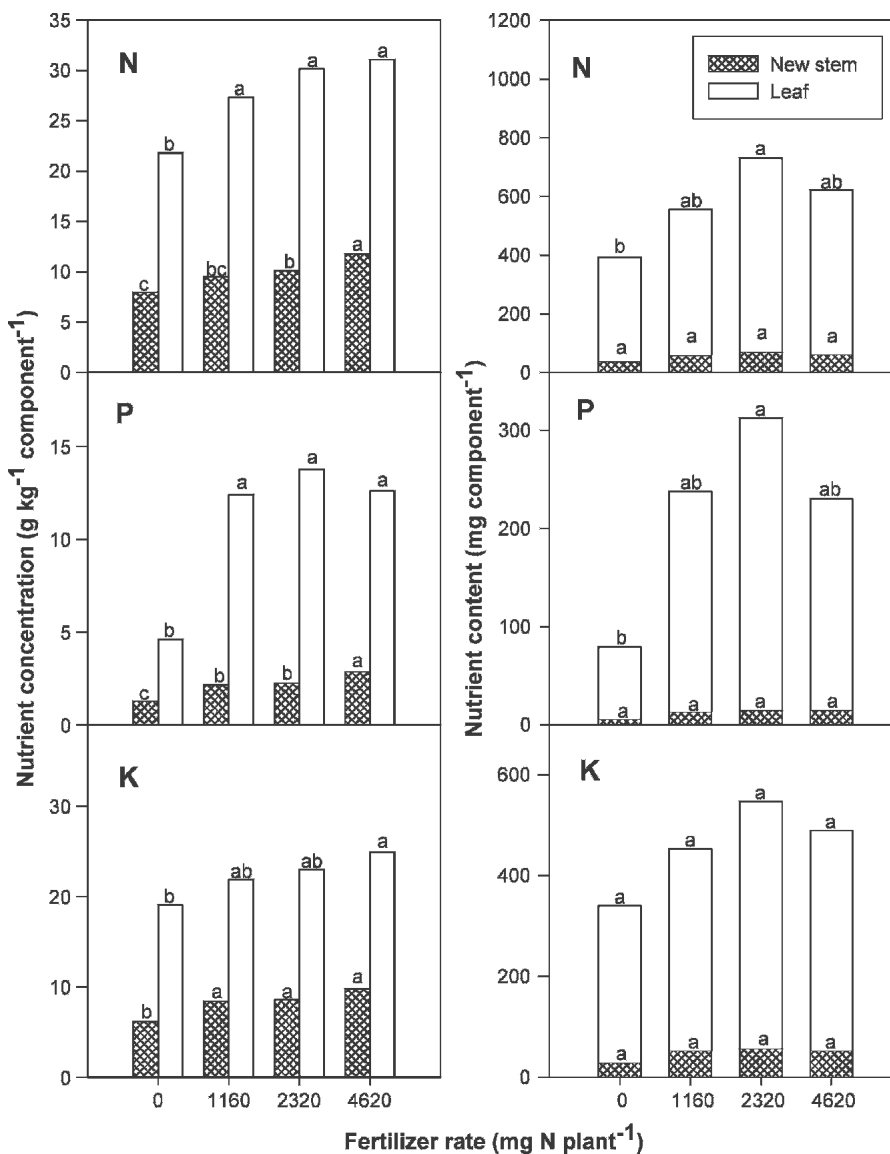 35
30
25
20
15
10
5
0
N
b
a
a
a
c
bc
b
a
15
10
5
0
P
b
a
a
a
c
b
b
a
30
20
10
0
K
b
ab
ab
a
b
a
a
a
0 1160 2320 4620
Nutrient concentration (g kg⁻¹ component⁻¹)
1200
1000
800
600
400
200
0
N
New stem
Leaf
b
ab
a
ab
a
a
a
a
300
200
100
0
P
b
ab
a
ab
a
a
a
a
600
400
200
0
K
a
a
a
a
a
a
a
a
0 1160 2320 4620
Nutrient content (mg component⁻¹)
Fertilizer rate (mg N plant⁻¹)